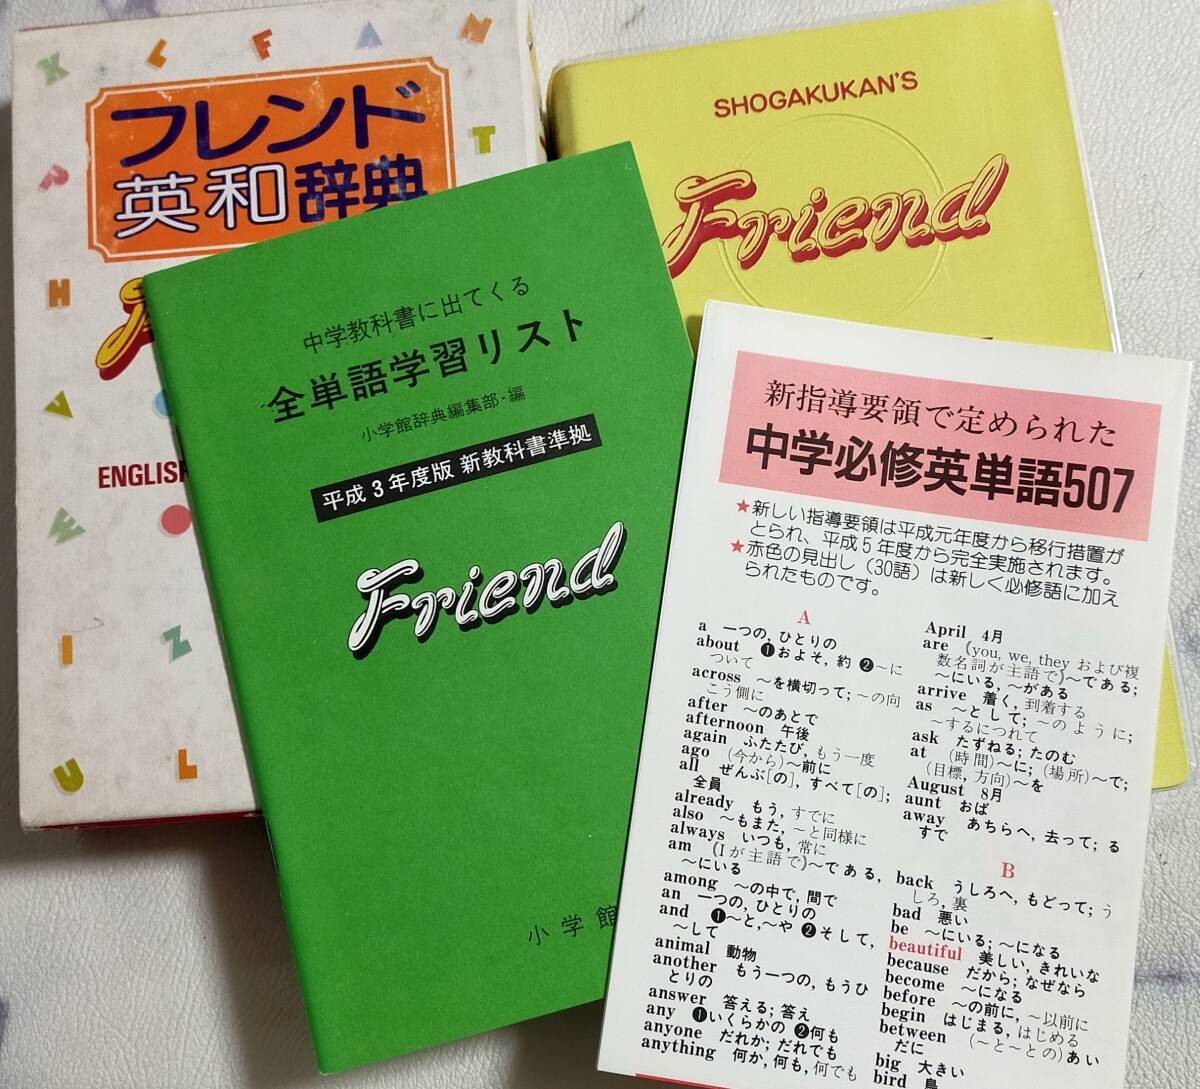 フレンド
英和辞典
ENGLISH
SHOGAKUKAN'S
Friend
中学教科書に出てくる
全単語学習リスト
小学館辞典編集部・編
平成3年度版 新教科書準拠
Friend
小学館
新指導要領で定められた
中学必修英単語507
★新しい指導要領は平成元年度から移行措置が
とられ、平成5年度から完全実施されます。
★赤色の見出し(30語)は新しく必修語に加え
られたものです。
A
a 一つの, ひとりの
about ❶およそ, 約 ❷~に
ついて
across ~を横切って; ~の向
こう側に
after ~のあとで
afternoon 午後
again ふたたび, もう一度
ago (今から)~前に
all ぜんぶ[の], すべて[の];
全員
already もう, すでに
also ~もまた, ~と同様に
always いつも, 常に
am (Iが主語で)~である,
~にいる
among ~の中で, 間で
an 一つの, ひとりの
and ❶~と, ~や ❷そして,
~して
animal 動物
another もう一つの, もうひ
とりの
answer 答える; 答え
any ❶いくらかの ❷何も
anyone だれか; だれでも
anything 何か, 何も, 何でも
April 4月
are (you, we, they および複
数名詞が主語で)~である;
~にいる, ~がある
arrive 着く, 到着する
as ~として; ~のように;
~するにつれて
ask たずねる; たのむ
at (時間)~に; (場所)~で;
(目標, 方向)~を
August 8月
aunt おば
away あちらへ, 去って; る
すで
B
back うしろへ, もどって; う
しろ, 裏
bad 悪い
be ~にいる; ~になる
beautiful 美しい, きれいな
because だから; なぜなら
become ~になる
before ~の前に, ~以前に
begin はじまる, はじめる
between (~と~との)あい
だに
big 大きい
bird 鳥